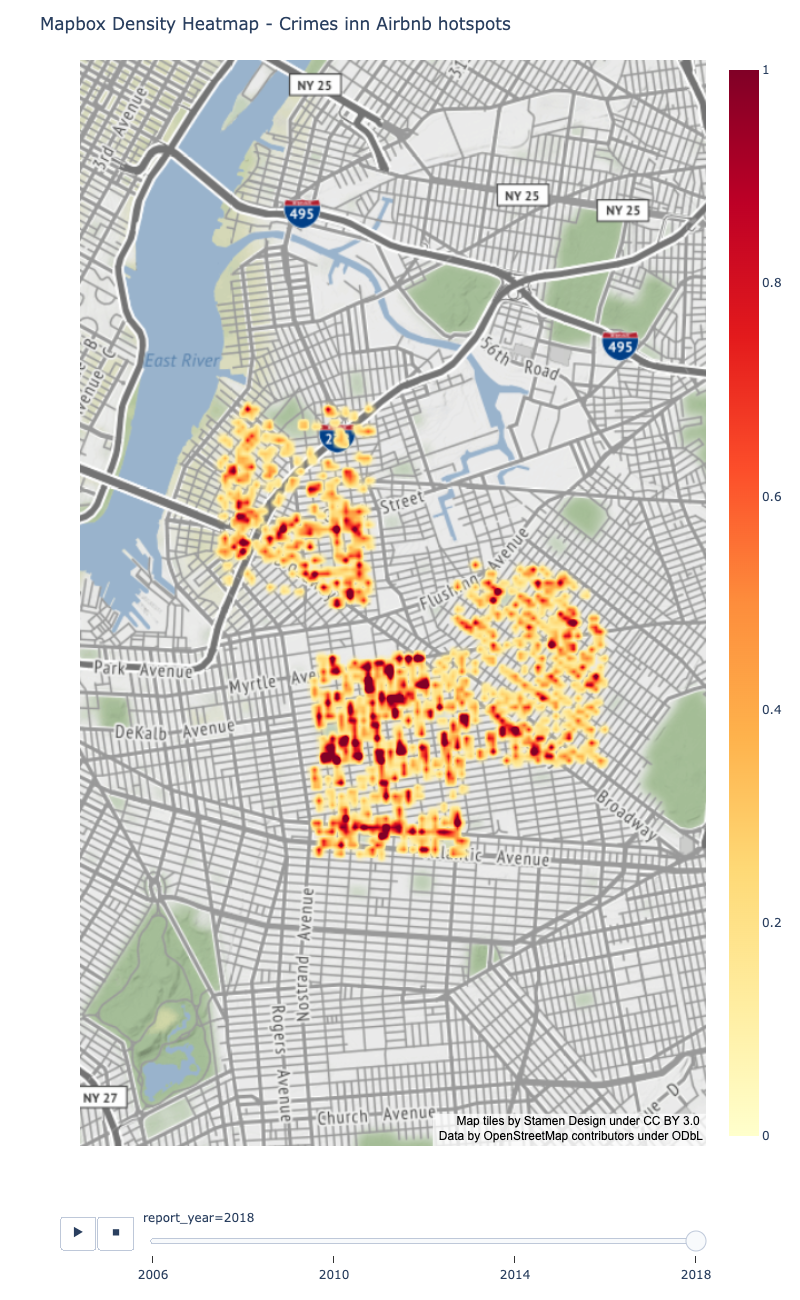 Mapbox Density Heatmap - Crimes inn Airbnb hotspots
NY 25
3rd Avenue
NY 25
NY 25
495
495
56th Road
East River
Street
Flushing Avenue
Park Avenue
Myrtle Ave
DeKalb Avenue
Broadway
Atlantic Avenue
Nostrand Avenue
Rogers Avenue
NY 27
Church Avenue
Map tiles by Stamen Design under CC BY 3.0
Data by OpenStreetMap contributors under ODbL
1
0.8
0.6
0.4
0.2
0
report_year=2018
2006
2010
2014
2018